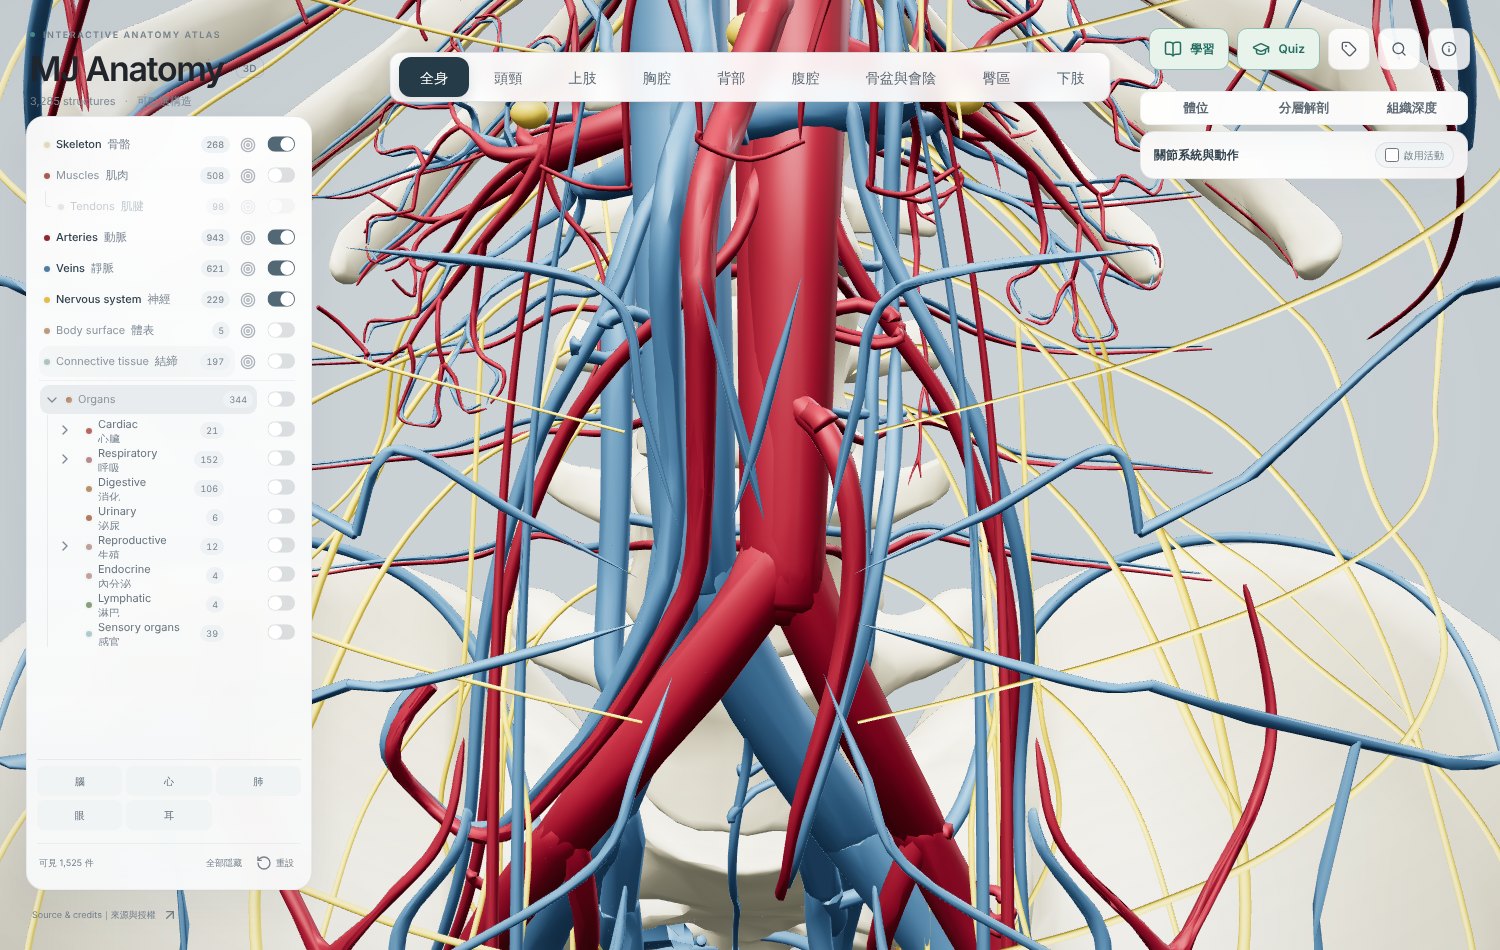 INTERACTIVE ANATOMY ATLAS
MJ Anatomy 3D
3,285 structures · 可見構造
Skeleton 骨骼 268
Muscles 肌肉 508
Tendons 肌腱 98
Arteries 動脈 943
Veins 靜脈 621
Nervous system 神經 229
Body surface 體表 5
Connective tissue 結締 197
Organs 344
Cardiac 21
心臟
Respiratory 152
呼吸
Digestive 106
消化
Urinary 6
泌尿
Reproductive 12
生殖
Endocrine 4
內分泌
Lymphatic 4
淋巴
Sensory organs 39
感官
腦 心 肺
眼 耳
可見 1,525 件 全部隱藏 重設
Source & credits | 來源與授權
全身 頭頸 上肢 胸腔 背部 腹腔 骨盆與會陰 臀區 下肢
學習 Quiz
體位 分層解剖 組織深度
關節系統與動作 啟用活動